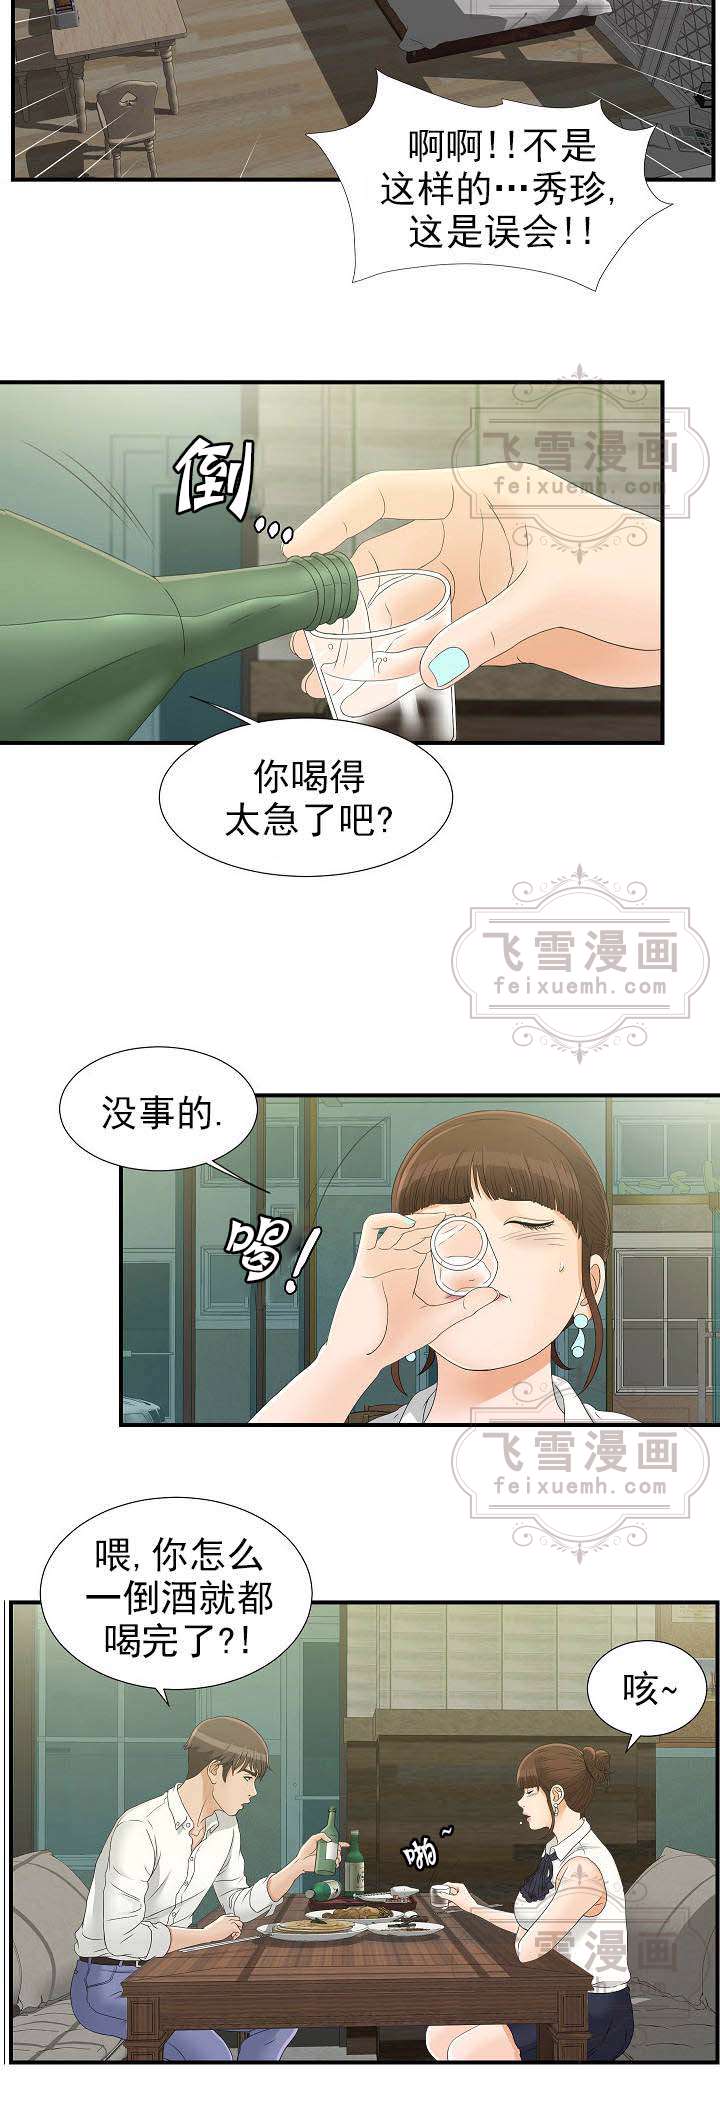 啊啊!!不是
这样的···秀珍,
这是误会!!
飞雪漫画
feixuemh.com
倒...
你喝得
太急了吧?
飞雪漫画
feixuemh.com
没事的.
喝!
飞雪漫画
feixuemh.com
喂,你怎么
一倒酒就都
喝完了?!
咳~
啪~
飞雪漫画
feixuemh.com